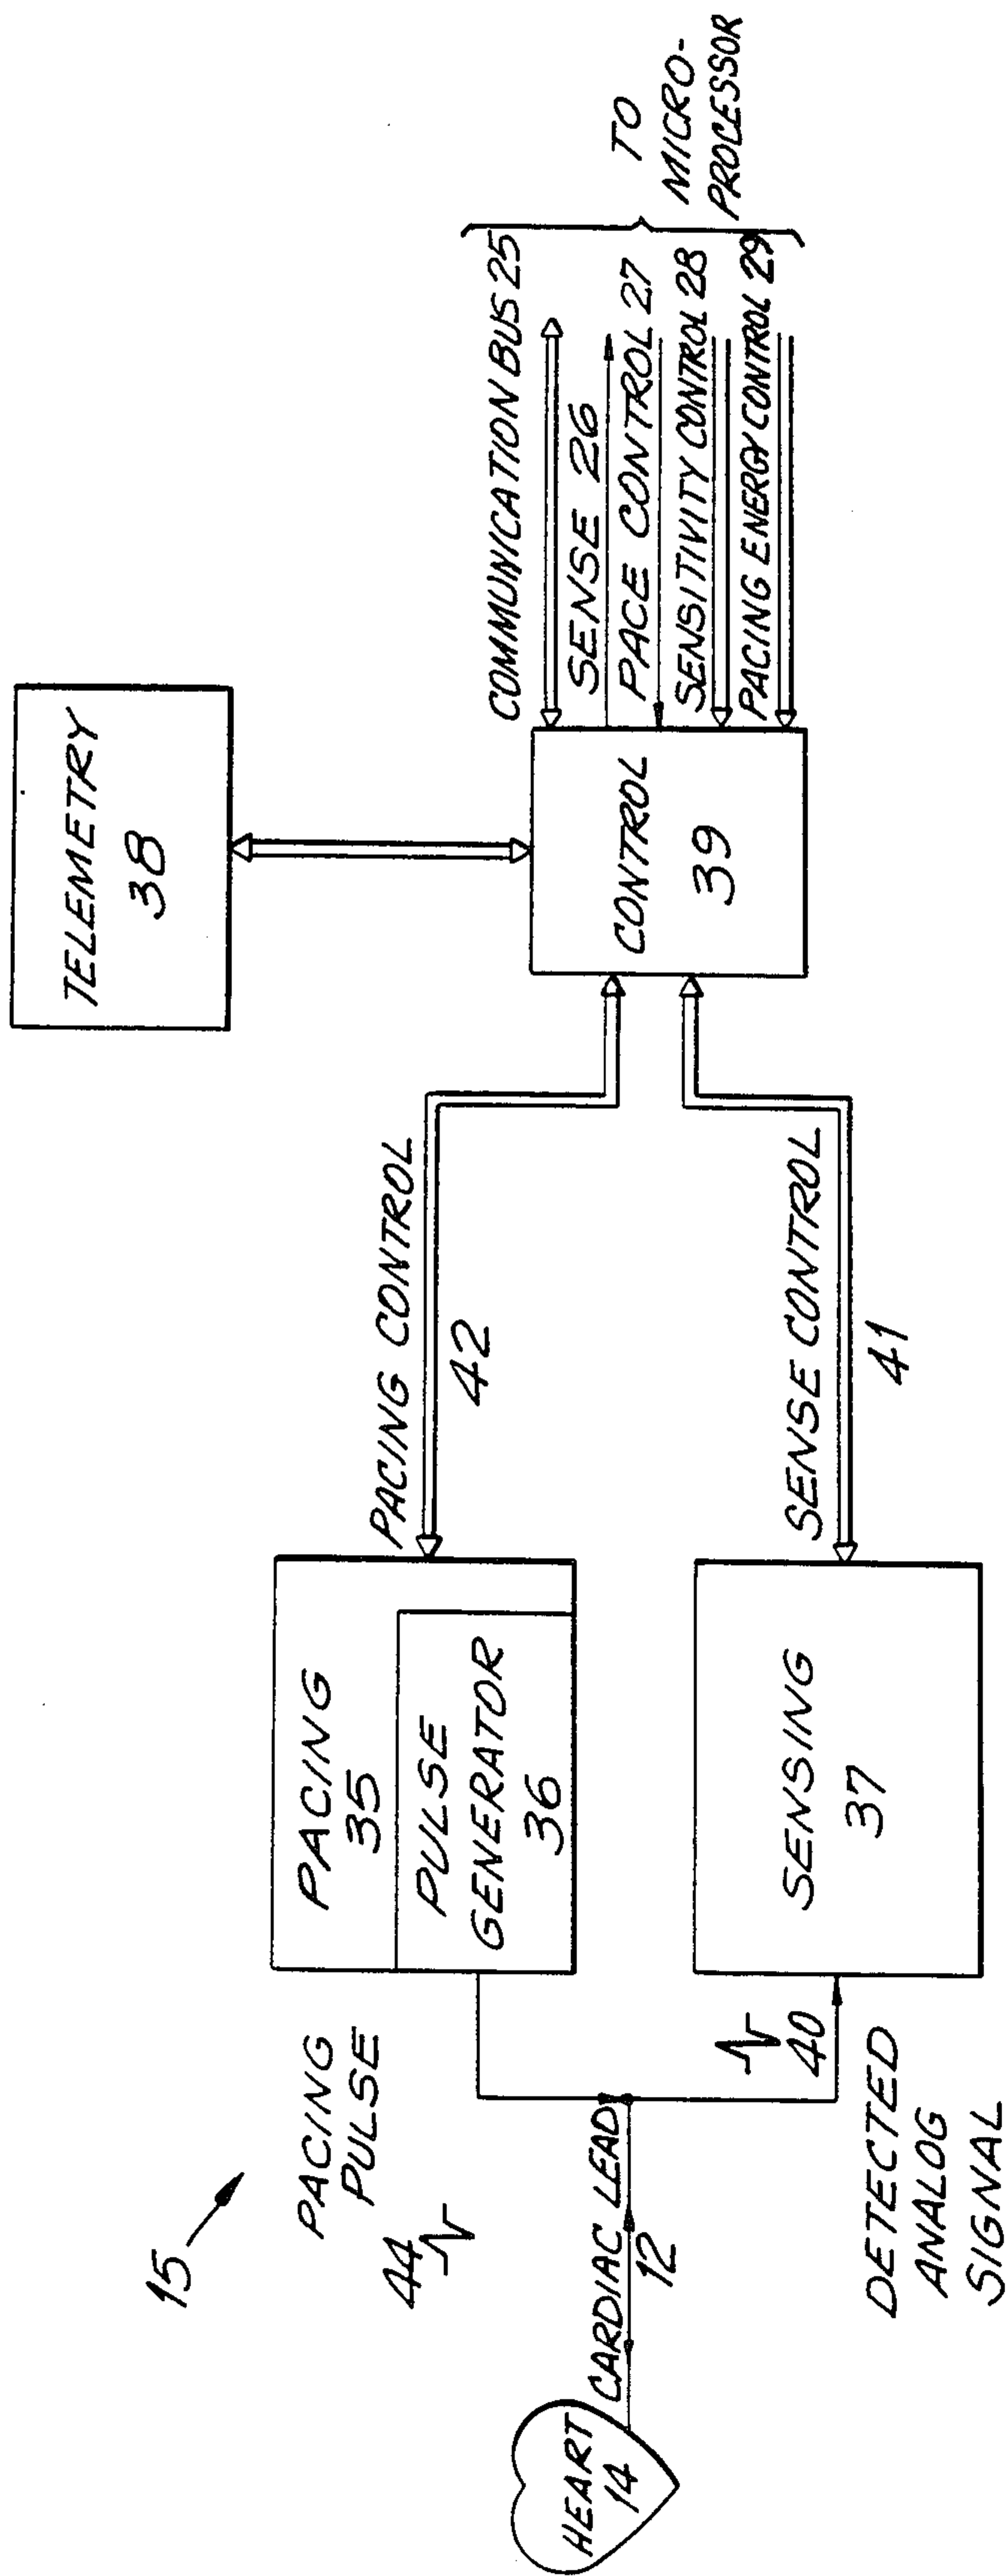 TELEMETRY
38
COMMUNICATION BUS 25
SENSE 26
PACE CONTROL 27
SENSITIVITY CONTROL 28
PACING ENERGY CONTROL 29
TO
MICRO-
PROCESSOR
CONTROL
39
PACING CONTROL
42
SENSE CONTROL
41
15
PACING
35
PULSE
GENERATOR
36
PACING
PULSE
44
SENSING
37
40
DETECTED
ANALOG
SIGNAL
CARDIAC LEAD
12
HEART
14